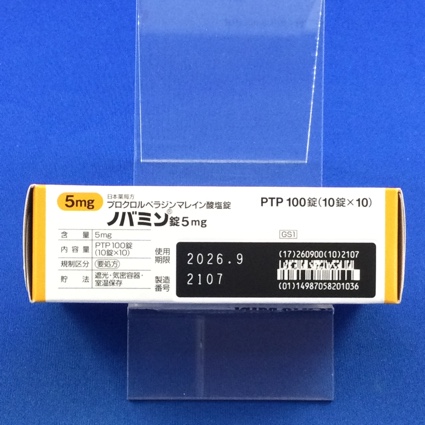 5mg
日本薬局方
プロクロルペラジンマレイン酸塩錠
ノバミン®錠5mg
PTP 100錠(10錠×10)
含量 5mg
内容量 PTP 100錠
(10錠×10)
規制区分 要処方
貯法 遮光・気密容器・
室温保存
使用
期限 2026.9
製造
番号 2107
GS1
(17)260900(10)2107
(01)14987058201036